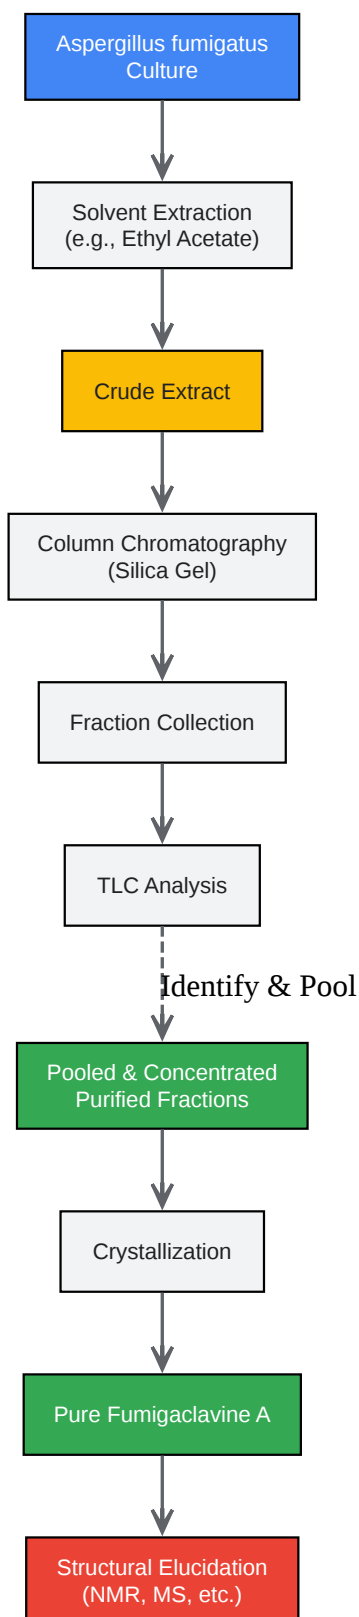 Aspergillus fumigatus
Culture
Solvent Extraction
(e.g., Ethyl Acetate)
Crude Extract
Column Chromatography
(Silica Gel)
Fraction Collection
TLC Analysis
Identify & Pool
Pooled & Concentrated
Purified Fractions
Crystallization
Pure Fumigaclavine A
Structural Elucidation
(NMR, MS, etc.)